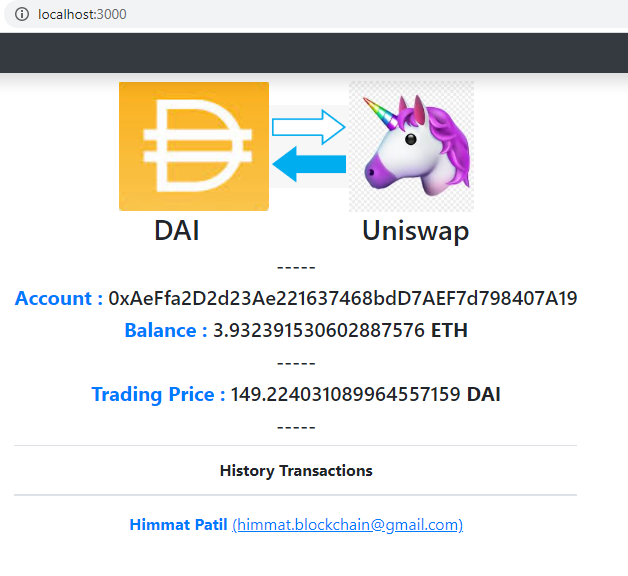 localhost:3000
DAI Uniswap
-----
Account : 0xAeFfa2D2d23Ae221637468bdD7AEF7d798407A19
Balance : 3.932391530602887576 ETH
-----
Trading Price : 149.224031089964557159 DAI
-----
History Transactions
Himmat Patil (himmat.blockchain@gmail.com)